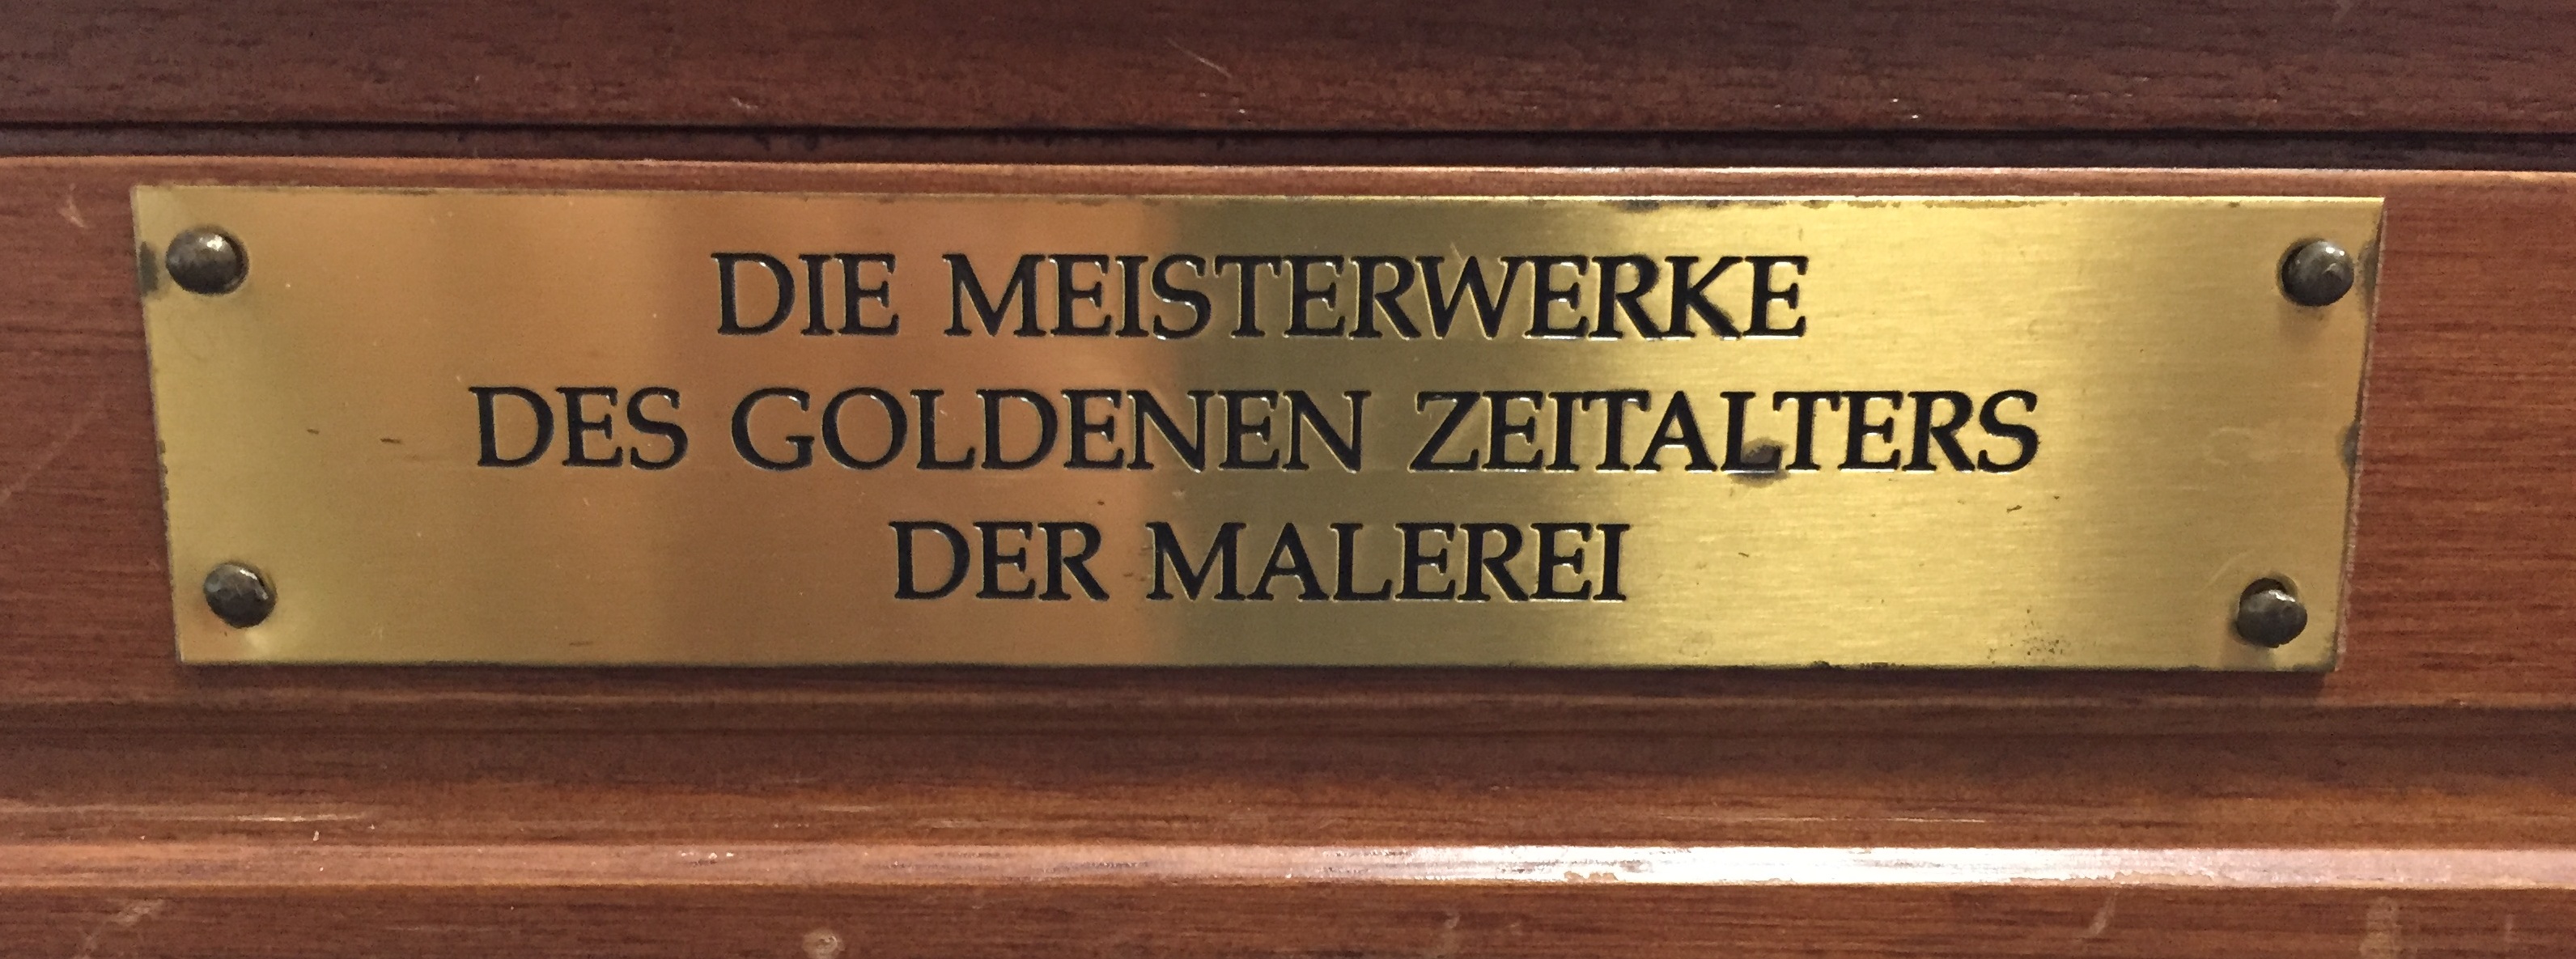 DIE MEISTERWERKE
DES GOLDENEN ZEITALTERS
DER MALEREI